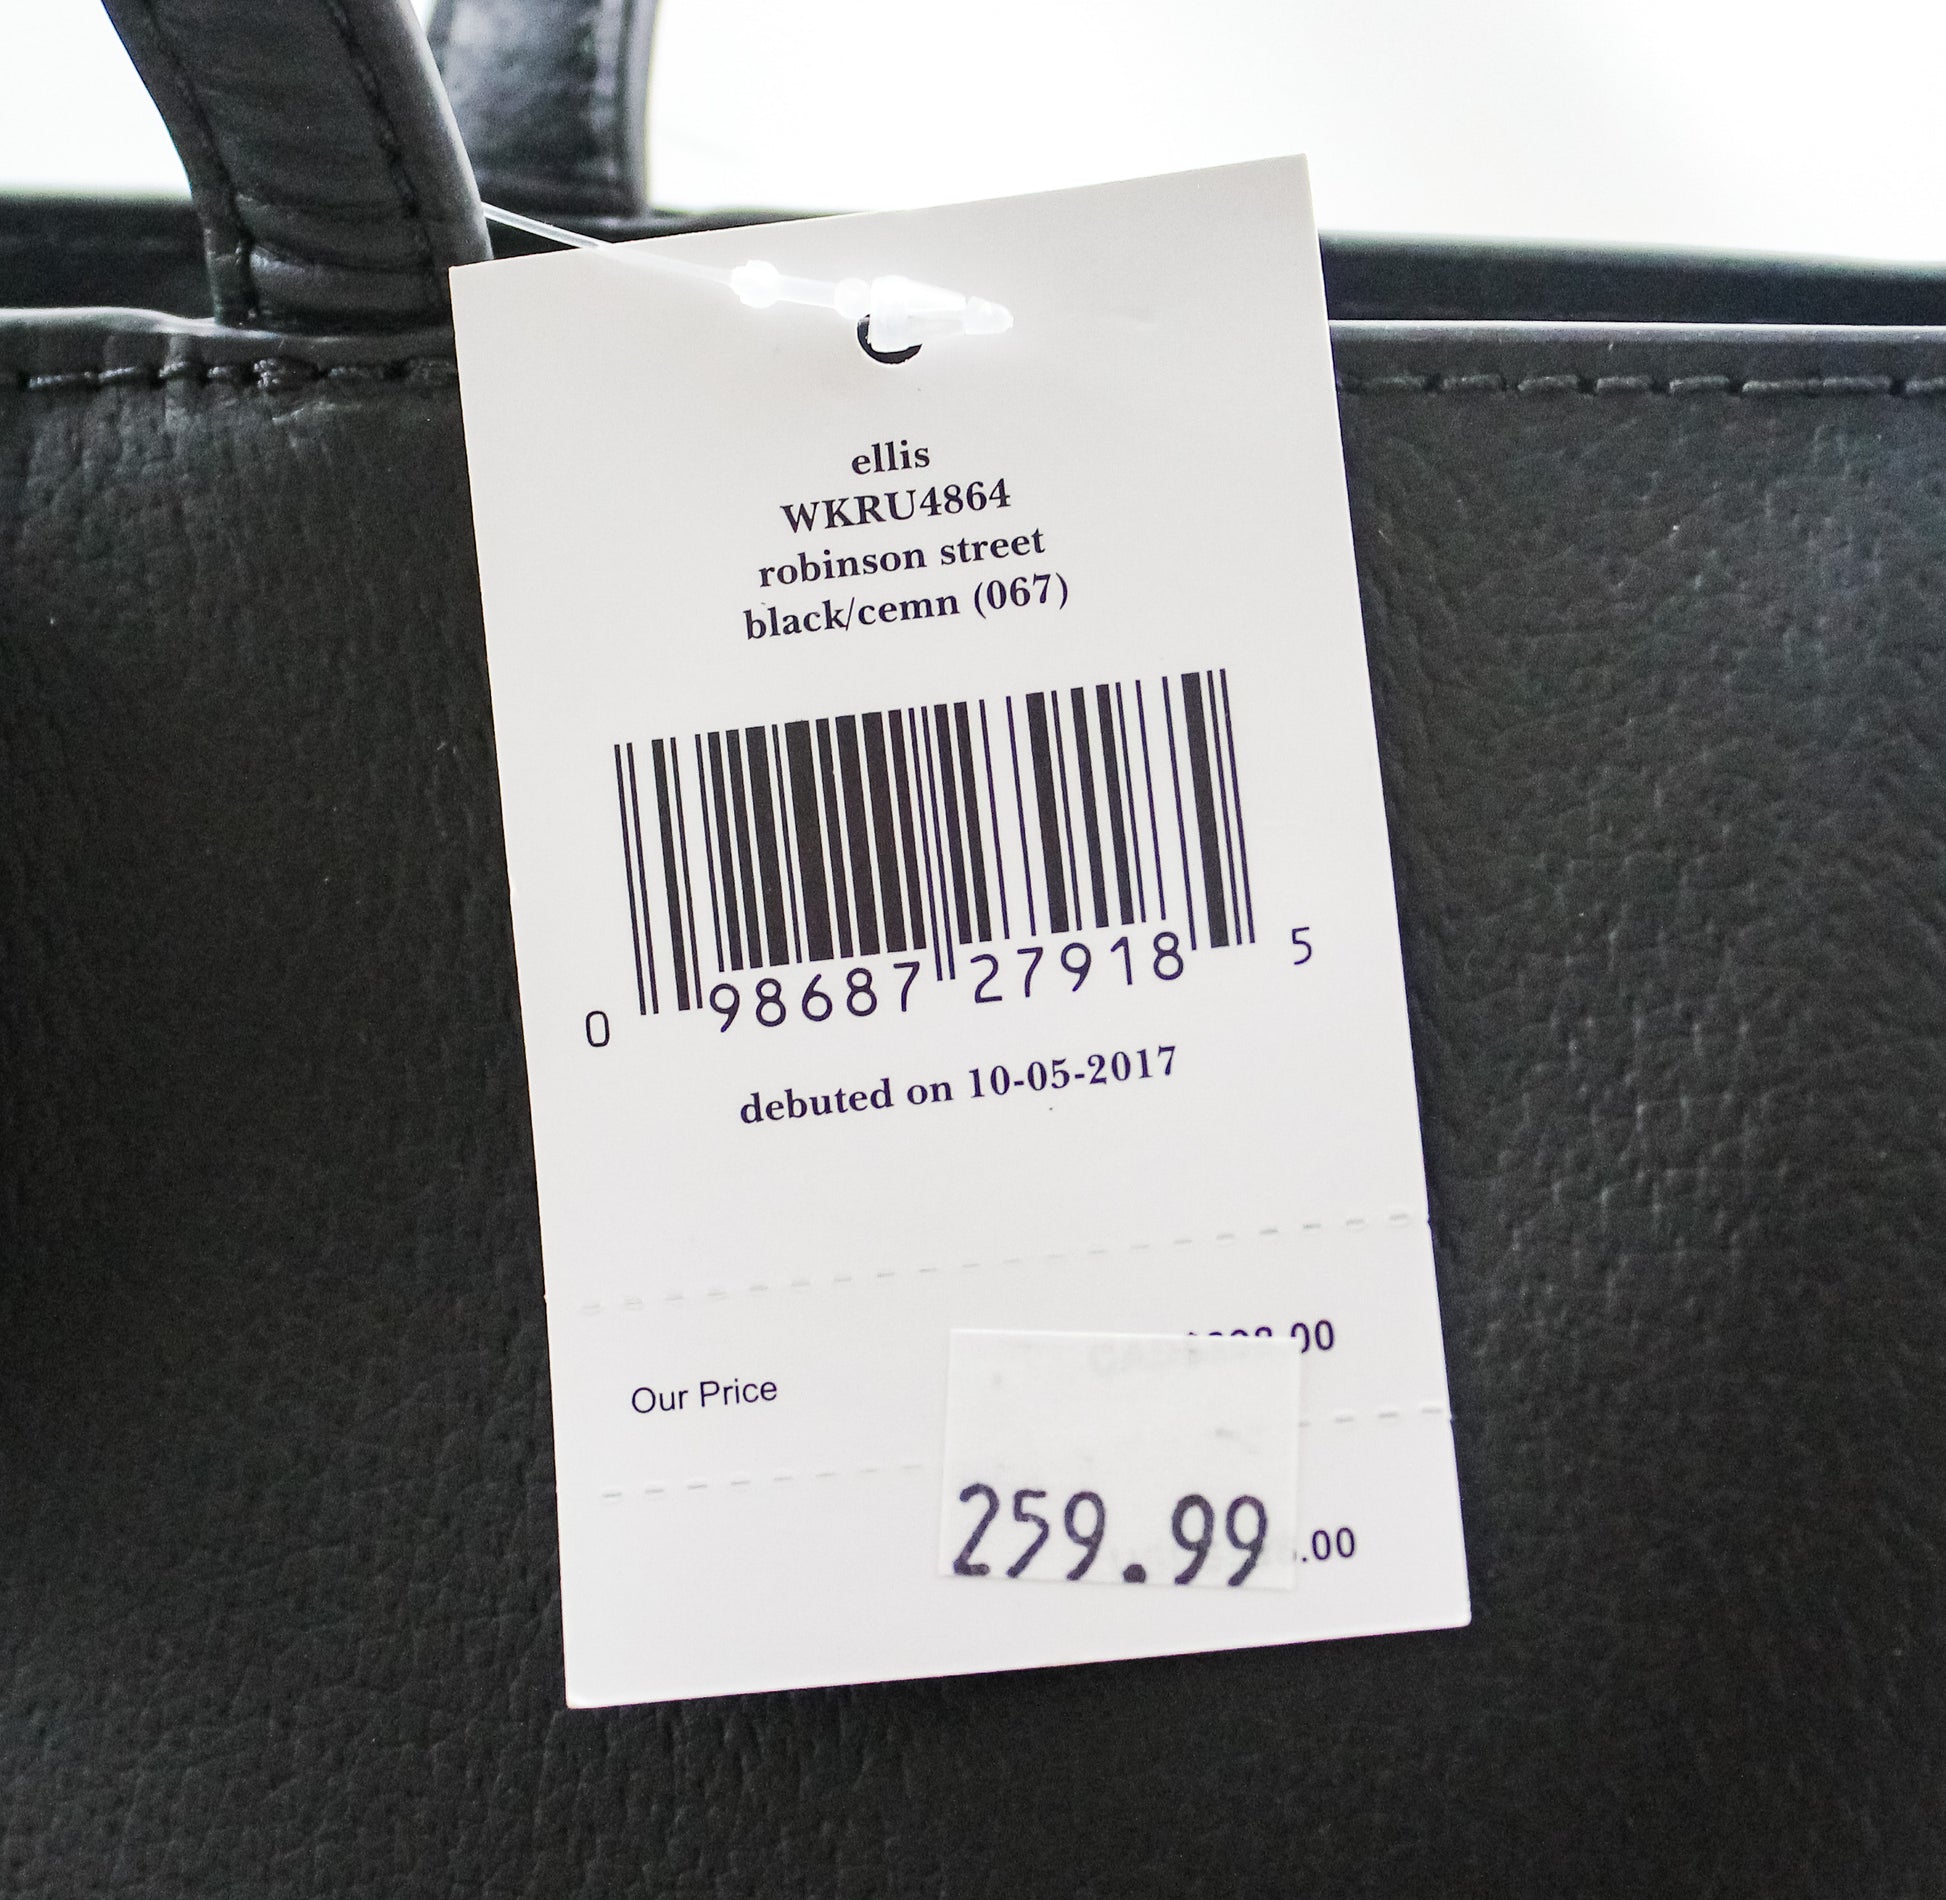 ellis
WKRU4864
robinson street
black/cemn (067)
0 98687 27918 5
debuted on 10-05-2017
.00
Our Price
259.99
.00